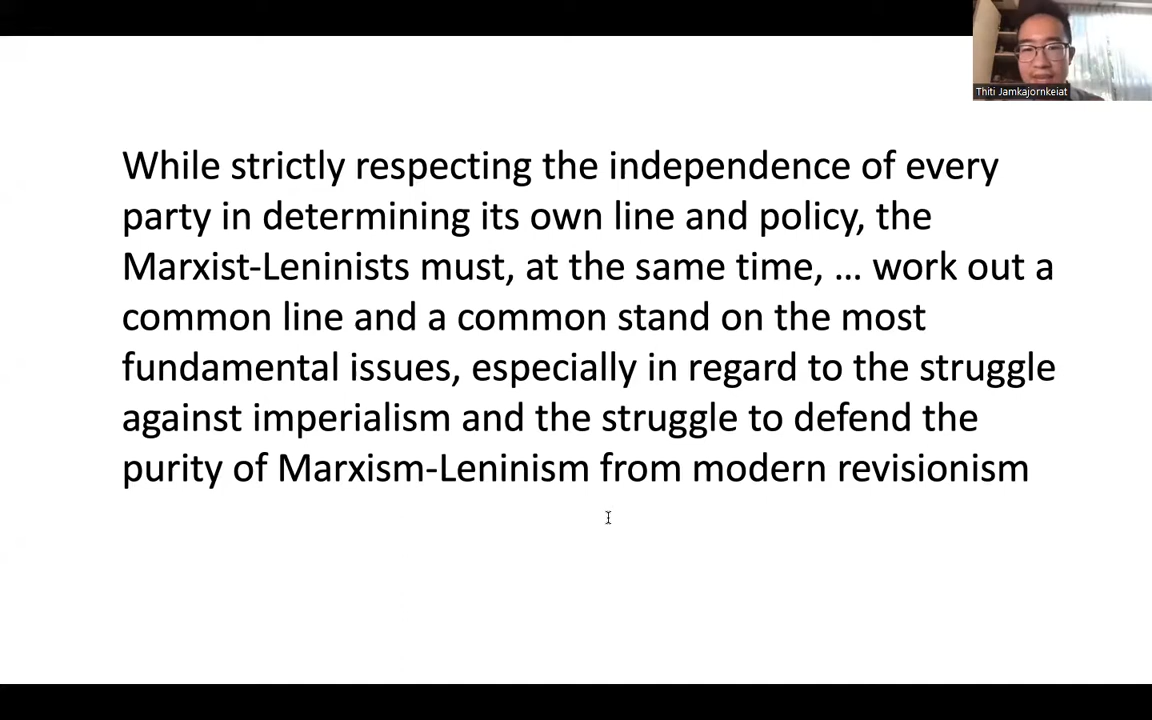 Thiti Jamkajornkeiat
While strictly respecting the independence of every
party in determining its own line and policy, the
Marxist-Leninists must, at the same time, … work out a
common line and a common stand on the most
fundamental issues, especially in regard to the struggle
against imperialism and the struggle to defend the
purity of Marxism-Leninism from modern revisionism